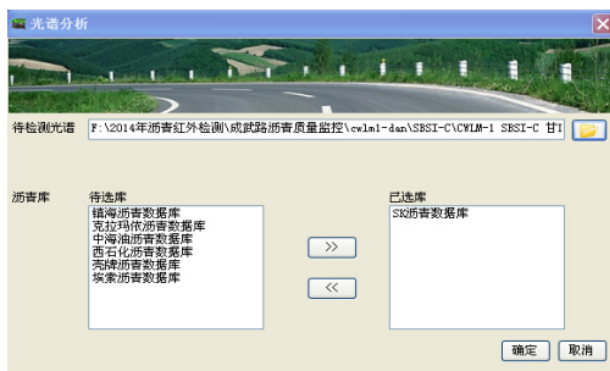 光谱分析
待检测光谱
F:\2014年沥青红外检测\成武路沥青质量监控\cwlm1-dan\SBSI-C\CWLM-1 SBSI-C 甘I
沥青库
待选库
已选库
镇海沥青数据库
克拉玛依沥青数据库
中海油沥青数据库
西石化沥青数据库
壳牌沥青数据库
埃索沥青数据库
SK沥青数据库
>>
<<
确定
取消